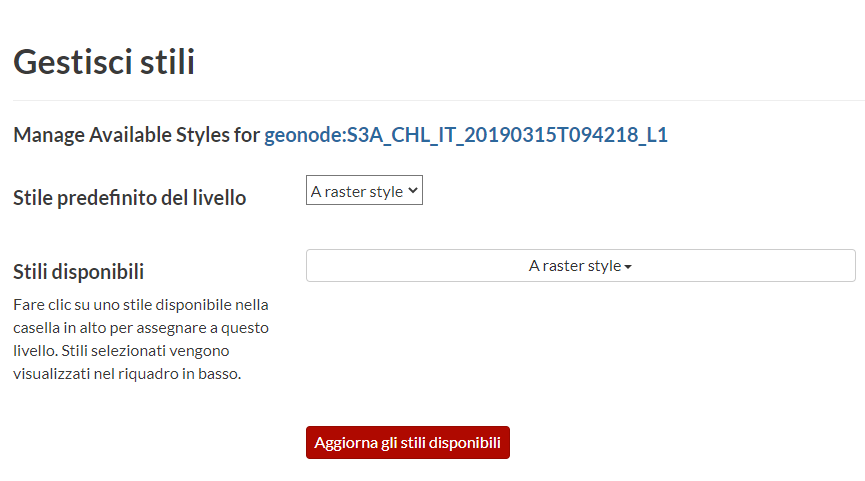 Gestisci stili
Manage Available Styles for geonode:S3A_CHL_IT_20190315T094218_L1
Stile predefinito del livello
A raster style
Stili disponibili
A raster style
Fare clic su uno stile disponibile nella
casella in alto per assegnare a questo
livello. Stili selezionati vengono
visualizzati nel riquadro in basso.
Aggiorna gli stili disponibili